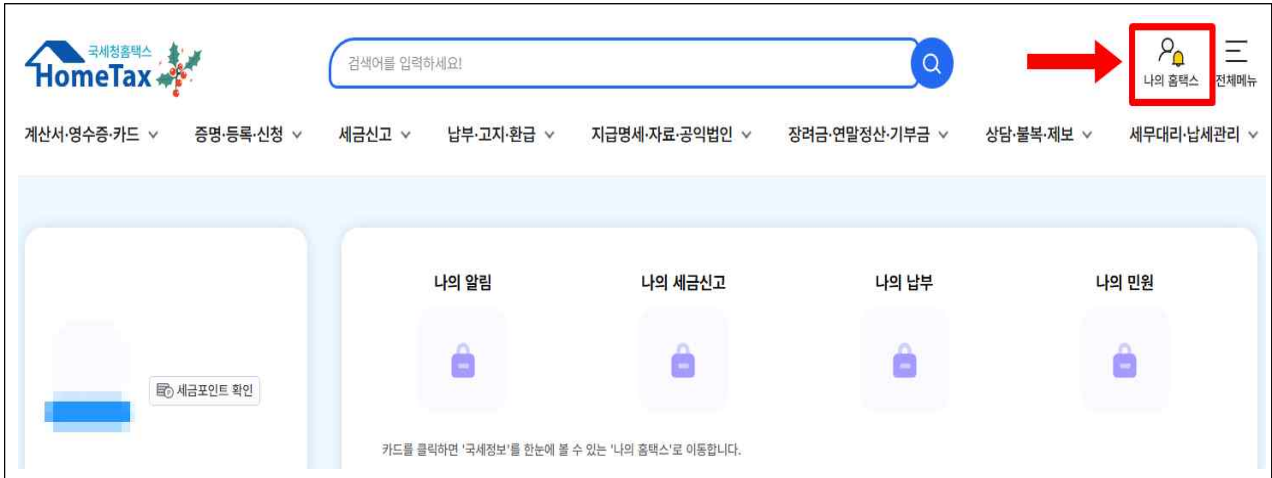 국세청홈택스
HomeTax
검색어를 입력하세요!
나의 홈택스
전체메뉴
계산서·영수증·카드 증명·등록·신청 세금신고 납부·고지·환급 지급명세·자료·공익법인 장려금·연말정산·기부금 상담·불복·제보 세무대리·납세관리
나의 알림 나의 세금신고 나의 납부 나의 민원
세금포인트 확인
카드를 클릭하면 '국세정보'를 한눈에 볼 수 있는 '나의 홈택스'로 이동합니다.